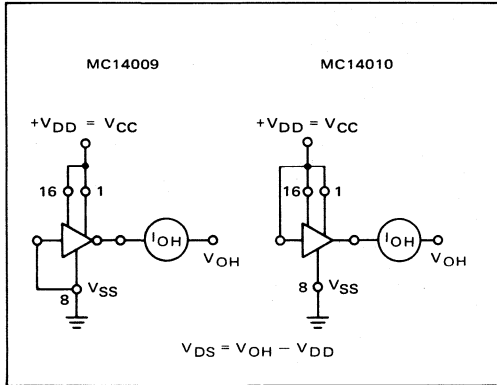 MC14009 MC14010
+VDD = VCC +VDD = VCC
16 1 16 1
IOH IOH
VOH VOH
8 VSS 8 VSS
VDS = VOH − VDD